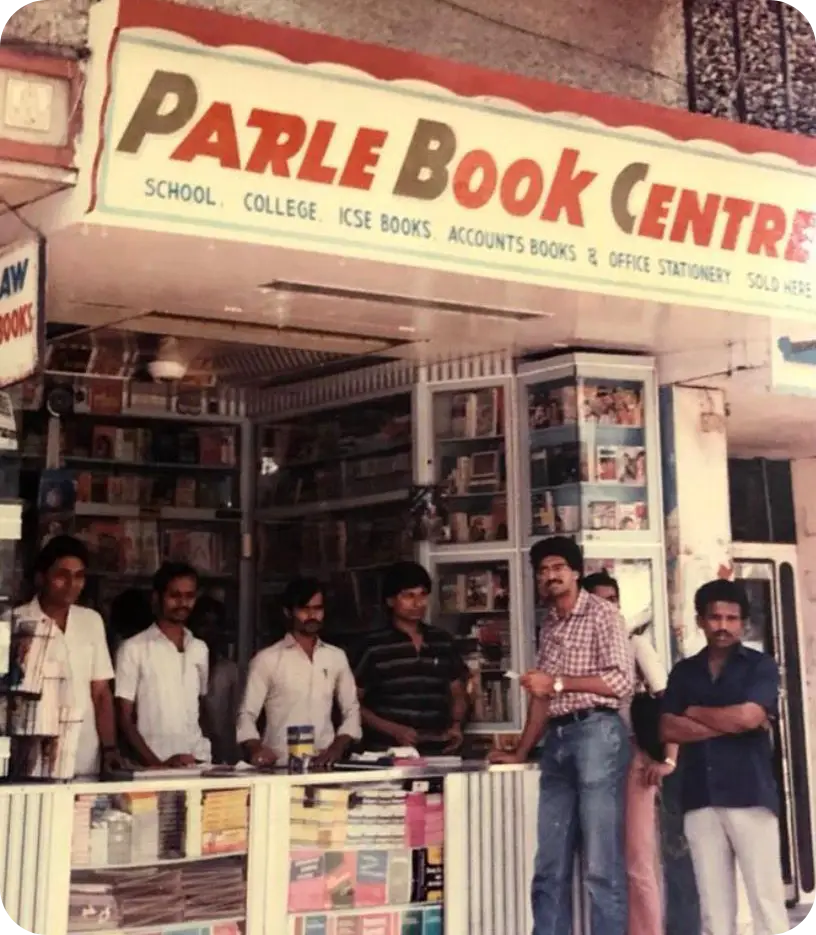 PARLE BOOK CENTRE
SCHOOL. COLLEGE. ICSE BOOKS. ACCOUNTS BOOKS & OFFICE STATIONERY SOLD HERE
AW
BOOKS